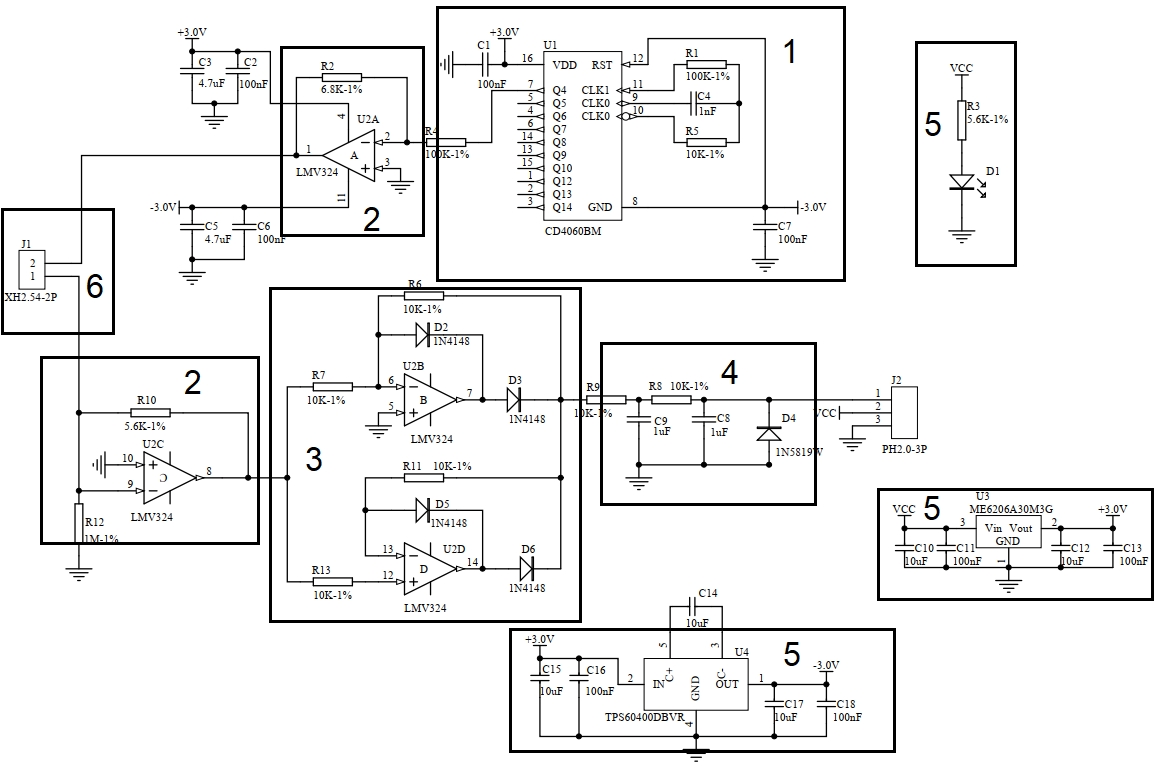 +3.0V
C3
4.7uF
C2
100nF
R2
6.8K-1%
4
U2A
2
3
1
A
LMV324
11
2
-3.0V
C5
4.7uF
C6
100nF
R4
100K-1%
1
+3.0V
C1
100nF
U1
16
VDD
RST
12
R1
100K-1%
7
Q4
CLK1
11
5
Q5
CLK0
9
C4
1nF
4
Q6
CLK0
10
6
Q7
14
Q8
R5
10K-1%
13
Q9
15
Q10
1
Q12
2
Q13
3
Q14
GND
8
-3.0V
CD4060BM
C7
100nF
VCC
5
R3
5.6K-1%
D1
J1
2
1
XH2.54-2P
6
2
R10
5.6K-1%
U2C
10
9
8
C
LMV324
R12
1M-1%
3
R6
10K-1%
D2
1N4148
R7
10K-1%
U2B
6
5
7
B
LMV324
D3
1N4148
R11
10K-1%
D5
1N4148
13
12
14
U2D
D
LMV324
R13
10K-1%
D6
1N4148
4
R9
10K-1%
R8
10K-1%
C9
1uF
C8
1uF
D4
1N5819W
J2
1
2
3
VCC
PH2.0-3P
5
VCC
U3
ME6206A30M3G
+3.0V
3
Vin
Vout
2
GND
1
C10
10uF
C11
100nF
C12
10uF
C13
100nF
C14
10uF
5
+3.0V
C15
10uF
C16
100nF
5
3
U4
2
IN
C+
GND
C-
OUT
1
4
TPS60400DBVR
-3.0V
C17
10uF
C18
100nF